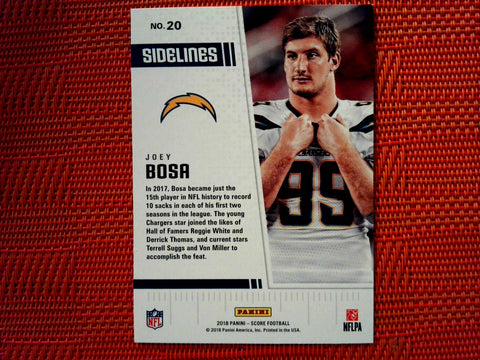 NO. 20
SIDELINES
JOEY
BOSA
In 2017, Bosa became just the
15th player in NFL history to record
10 sacks in each of his first two
seasons in the league. The young
Chargers star joined the likes of
Hall of Famers Reggie White and
Derrick Thomas, and current stars
Terrell Suggs and Von Miller to
accomplish the feat.
99
NFL
PANINI
NFLPA
2018 PANINI – SCORE FOOTBALL
© 2018 Panini America, Inc. Printed in the USA.